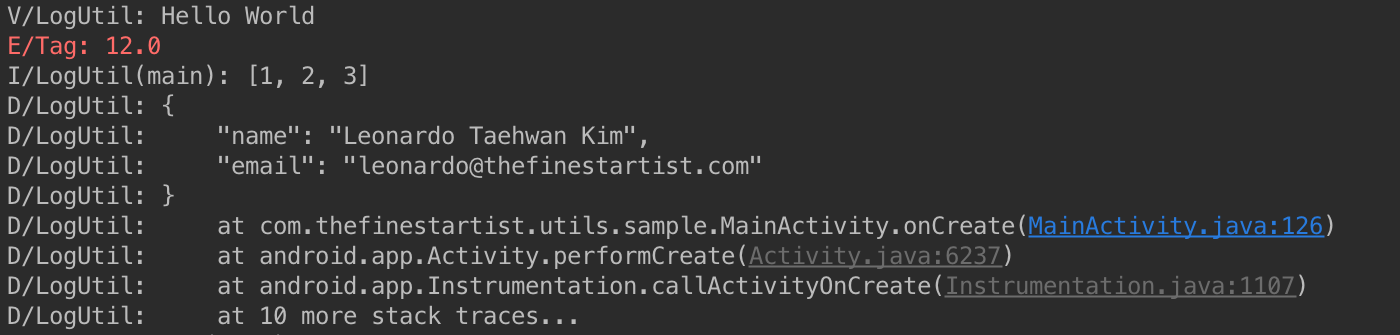 V/LogUtil: Hello World
E/Tag: 12.0
I/LogUtil(main): [1, 2, 3]
D/LogUtil: {
D/LogUtil:     "name": "Leonardo Taehwan Kim",
D/LogUtil:     "email": "leonardo@thefinestartist.com"
D/LogUtil: }
D/LogUtil:     at com.thefinestartist.utils.sample.MainActivity.onCreate(MainActivity.java:126)
D/LogUtil:     at android.app.Activity.performCreate(Activity.java:6237)
D/LogUtil:     at android.app.Instrumentation.callActivityOnCreate(Instrumentation.java:1107)
D/LogUtil:     at 10 more stack traces...